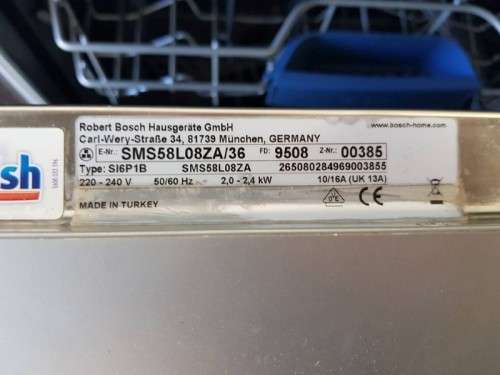 Robert Bosch Hausgeräte GmbH
www.bosch-home.com
Carl-Wery-Straße 34, 81739 München, GERMANY
E-Nr.: SMS58L08ZA/36 FD: 9508 Z-Nr.: 00385
Type: SI6P1B SMS58L08ZA 265080284969003855
220 - 240 V 50/60 Hz 2,0 - 2,4 kW 10/16A (UK 13A)
MADE IN TURKEY
CE
sh